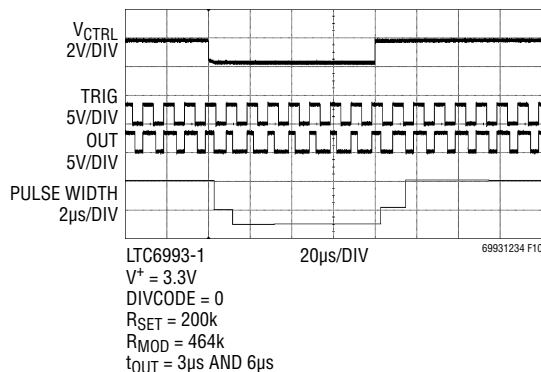 VCTRL
2V/DIV
TRIG
5V/DIV
OUT
5V/DIV
PULSE WIDTH
2µs/DIV
LTC6993-1
20µs/DIV
69931234 F10
V+ = 3.3V
DIVCODE = 0
RSET = 200k
RMOD = 464k
tOUT = 3µs AND 6µs